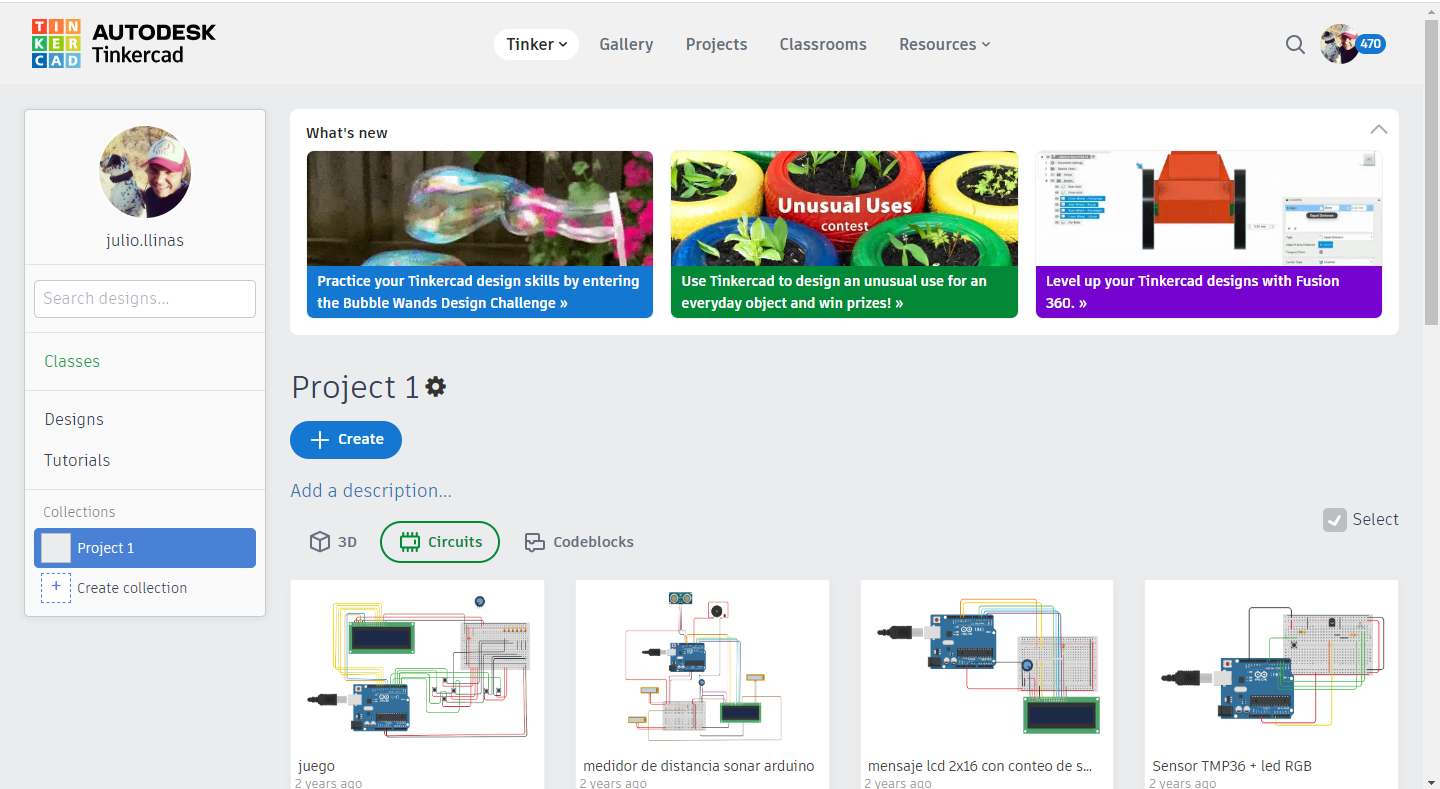 TIN
KER
CAD
AUTODESK
Tinkercad
Tinker
Gallery
Projects
Classrooms
Resources
470
julio.llinas
Search designs...
Classes
Designs
Tutorials
Collections
Project 1
+ Create collection
What's new
Practice your Tinkercad design skills by entering
the Bubble Wands Design Challenge »
Unusual Uses
contest
Use Tinkercad to design an unusual use for an
everyday object and win prizes! »
Level up your Tinkercad designs with Fusion
360. »
Project 1
Create
Add a description...
Select
3D
Circuits
Codeblocks
juego
2 years ago
medidor de distancia sonar arduino
2 years ago
mensaje lcd 2x16 con conteo de s...
2 years ago
Sensor TMP36 + led RGB
2 years ago